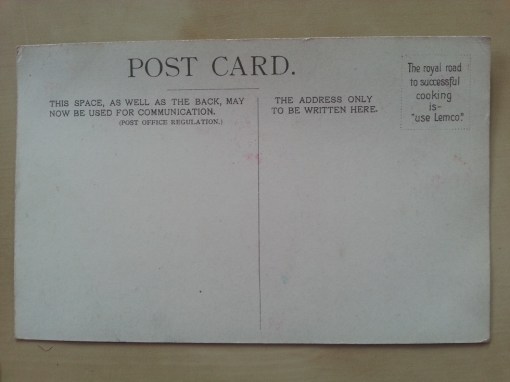 POST CARD.
THIS SPACE, AS WELL AS THE BACK, MAY
NOW BE USED FOR COMMUNICATION.
(POST OFFICE REGULATION.)
THE ADDRESS ONLY
TO BE WRITTEN HERE.
The royal road
to successful
cooking
is-
"use Lemco."